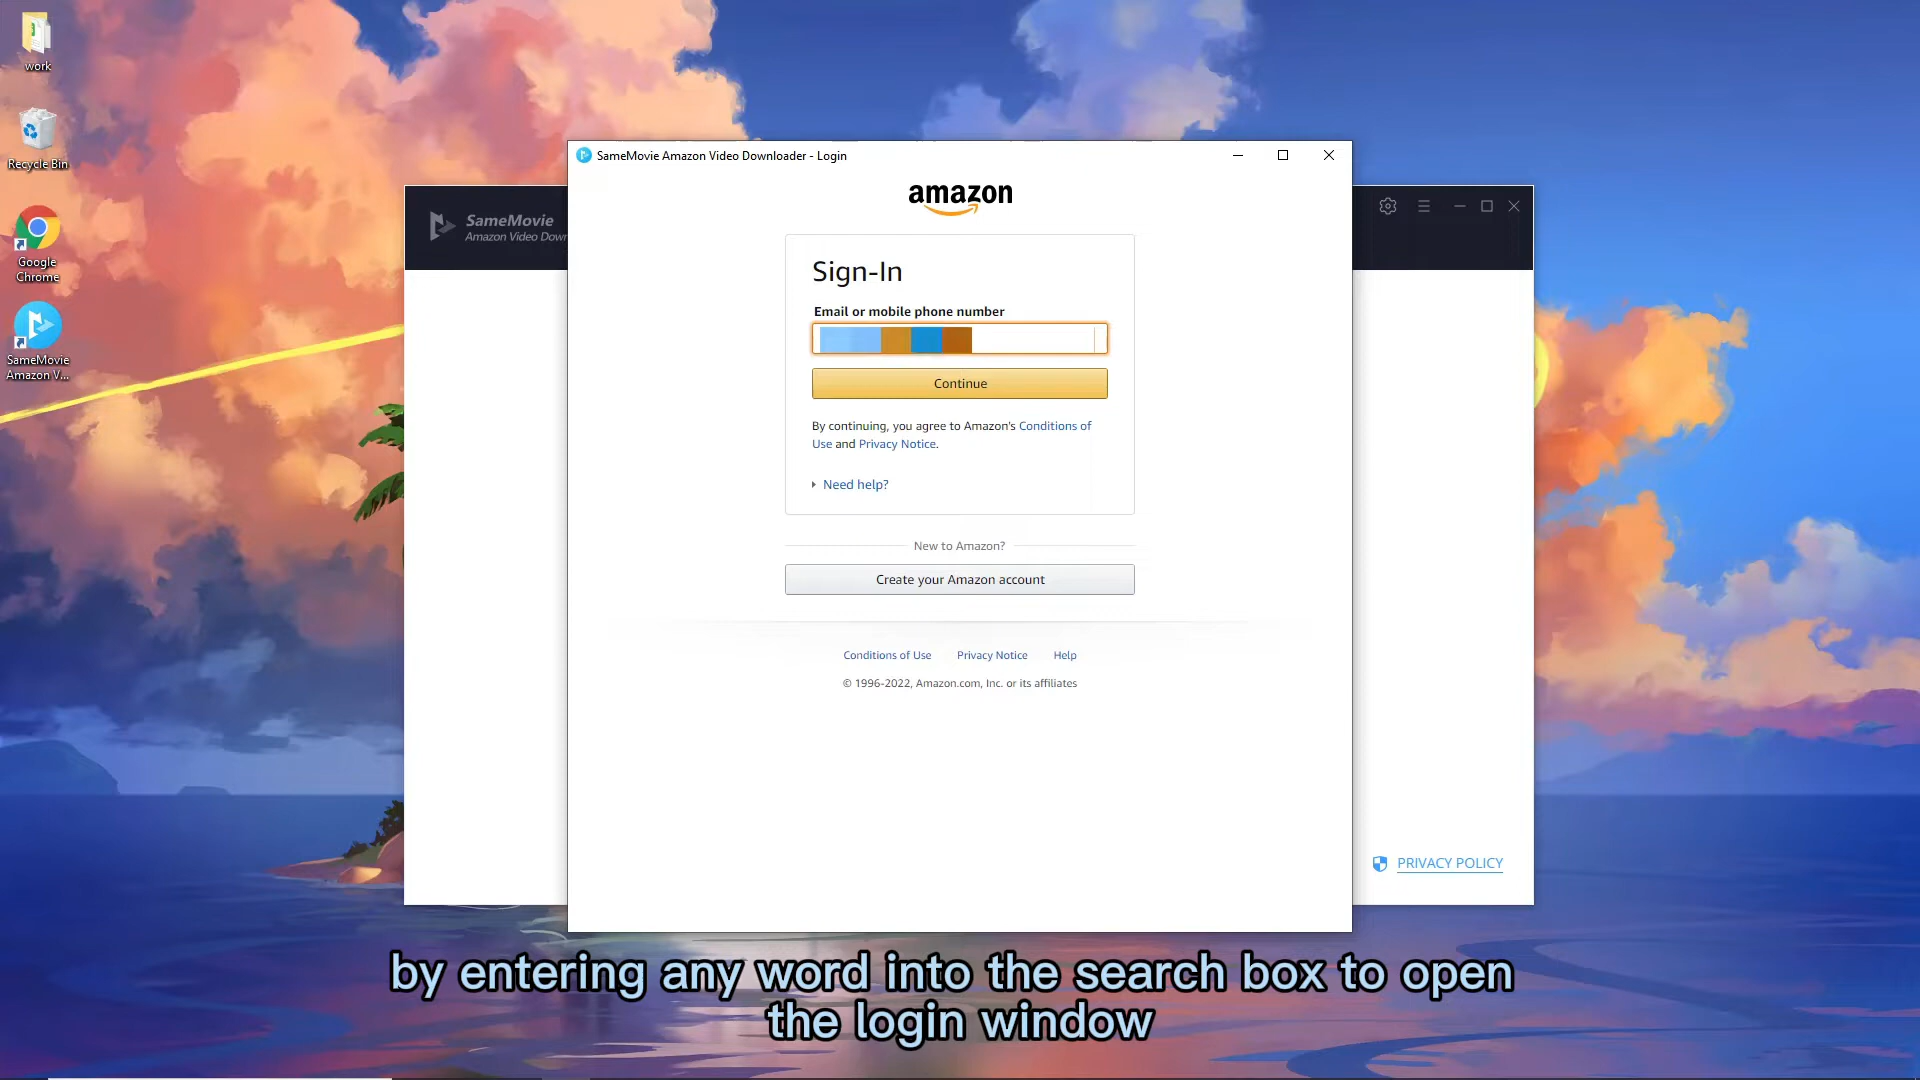 work
Recycle Bin
Google
Chrome
SameMovie
Amazon V...
SameMovie Amazon Video Downloader - Login
SameMovie
Amazon Video Down
amazon
Sign-In
Email or mobile phone number
Continue
By continuing, you agree to Amazon's Conditions of
Use and Privacy Notice.
Need help?
New to Amazon?
Create your Amazon account
Conditions of Use Privacy Notice Help
© 1996-2022, Amazon.com, Inc. or its affiliates
PRIVACY POLICY
by entering any word into the search box to open
the login window